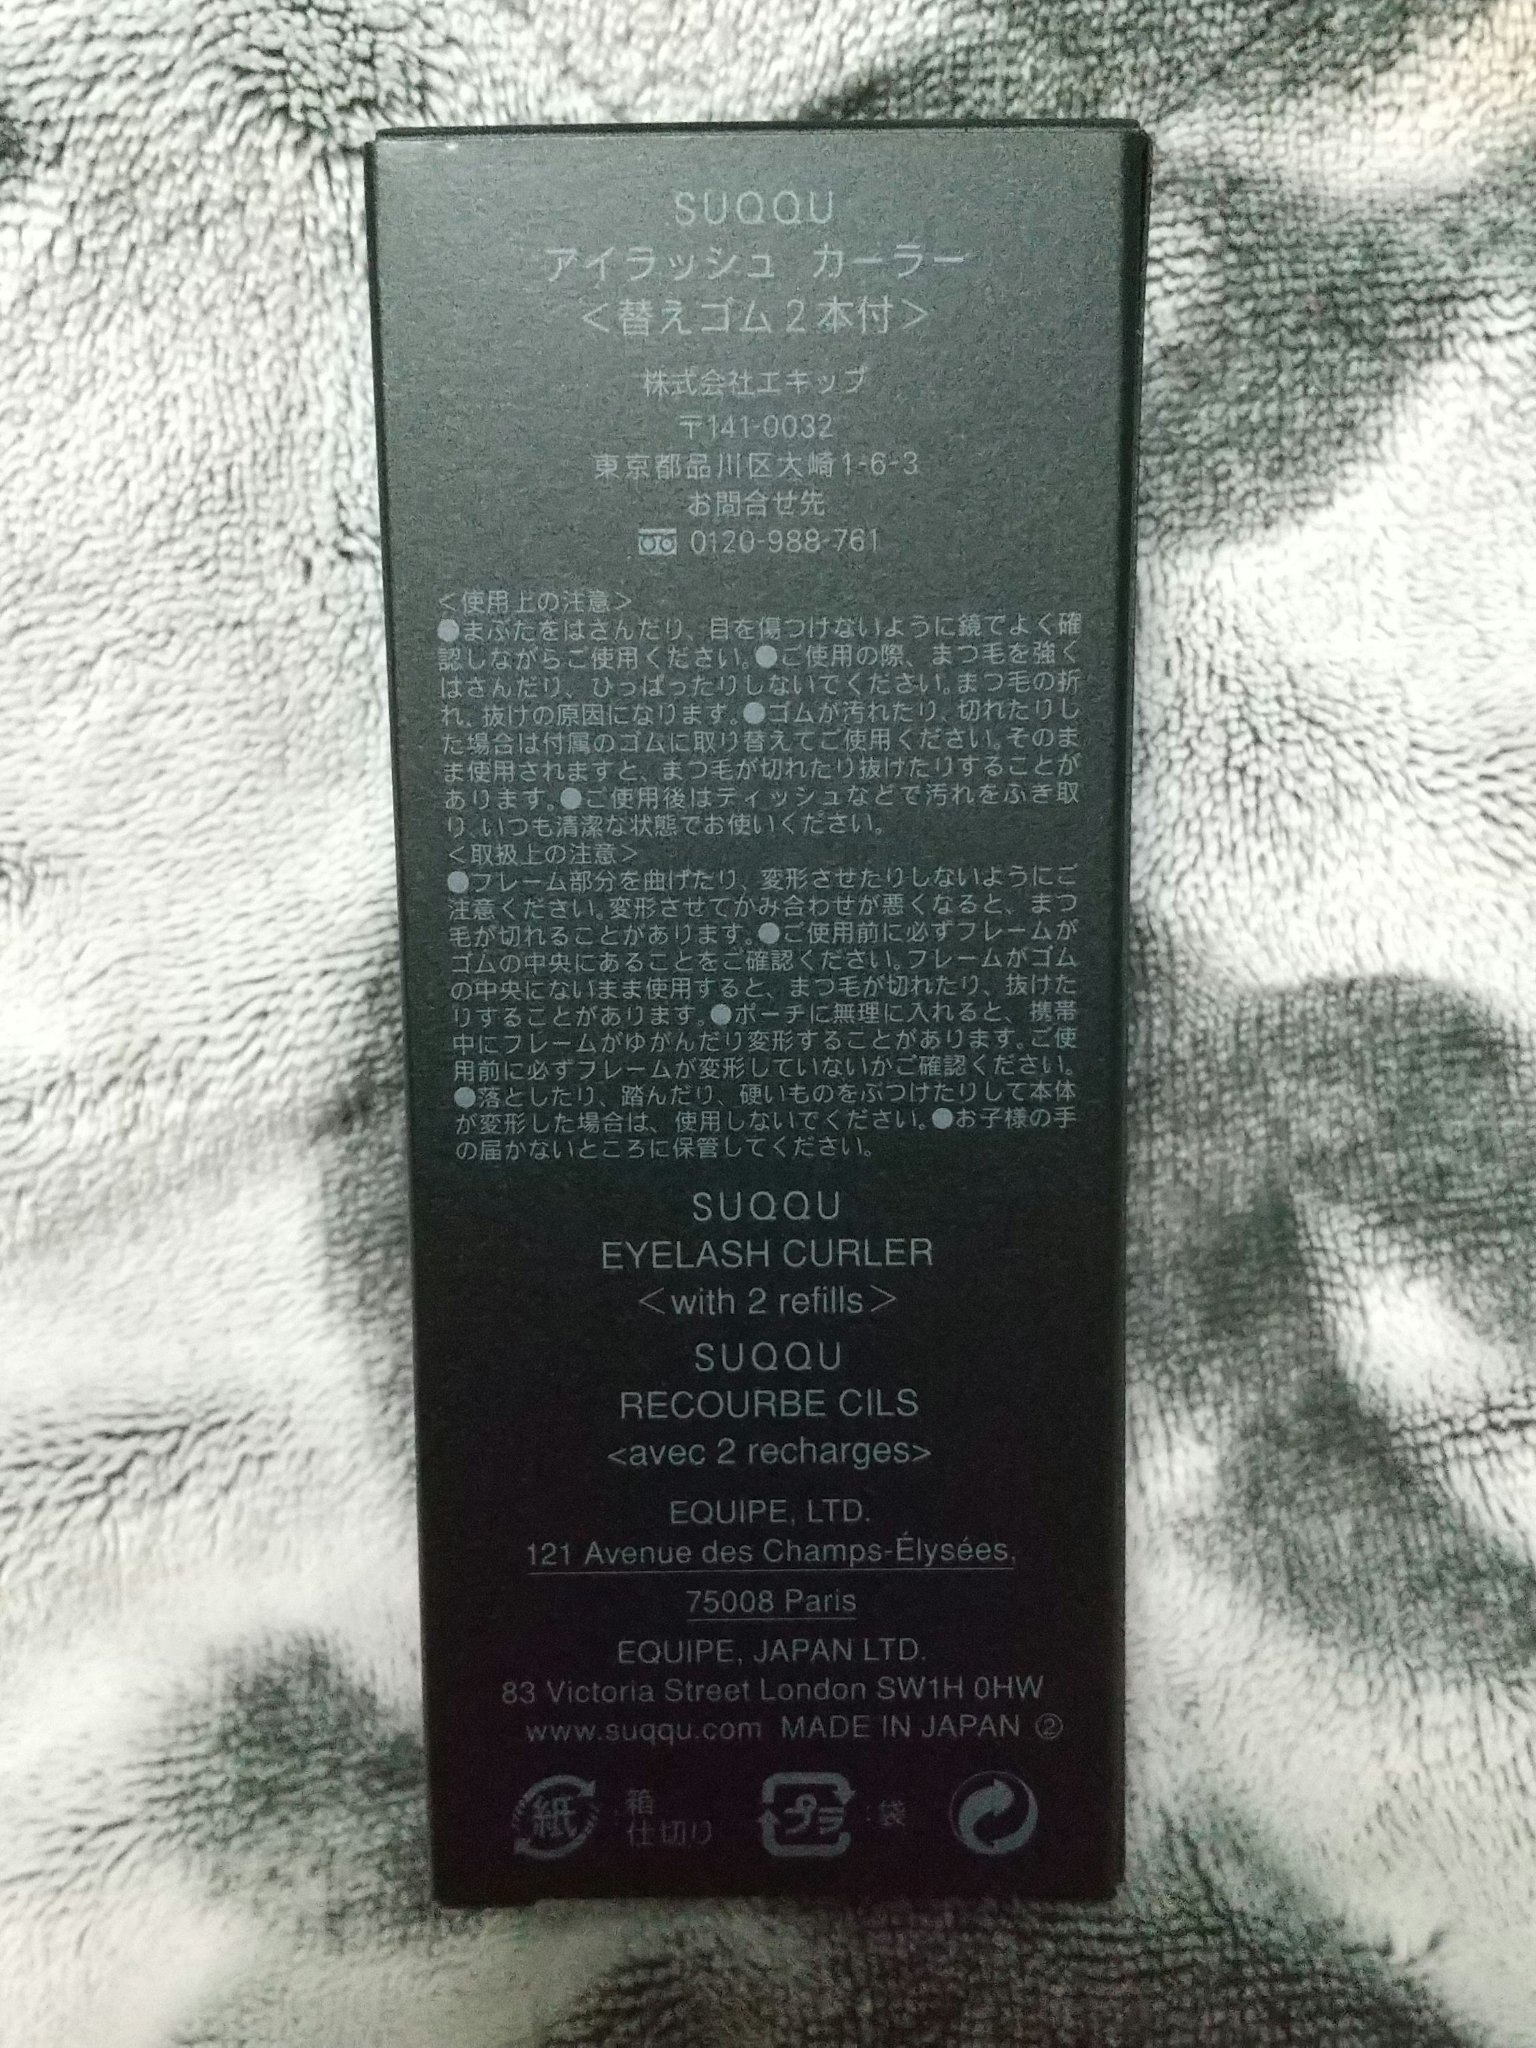 SUQQU
アイラッシュ カーラー
＜替えゴム2本付＞
株式会社エキップ
〒141-0032
東京都品川区大崎1-6-3
お問合せ先
0120-988-761
＜使用上の注意＞
●まぶたをはさんだり、目を傷つけないように鏡でよく確
認しながらご使用ください。●ご使用の際、まつ毛を強く
はさんだり、ひっぱったりしないでください。まつ毛の折
れ、抜けの原因になります。●ゴムが汚れたり、切れたりし
た場合は付属のゴムに取り替えてご使用ください。そのま
ま使用されますと、まつ毛が切れたり抜けたりすることが
あります。●ご使用後はティッシュなどで汚れをふき取
り、いつも清潔な状態でお使いください。
＜取扱上の注意＞
●フレーム部分を曲げたり、変形させたりしないようにご
注意ください。変形させてかみ合わせが悪くなると、まつ
毛が切れることがあります。●ご使用前に必ずフレームが
ゴムの中央にあることをご確認ください。フレームがゴム
の中央にないまま使用すると、まつ毛が切れたり、抜けた
りすることがあります。●ポーチに無理に入れると、携帯
中にフレームがゆがんだり変形することがあります。ご使
用前に必ずフレームが変形していないかご確認ください。
●落としたり、踏んだり、硬いものをぶつけたりして本体
が変形した場合は、使用しないでください。●お子様の手
の届かないところに保管してください。
SUQQU
EYELASH CURLER
＜with 2 refills＞
SUQQU
RECOURBE CILS
<avec 2 recharges>
EQUIPE, LTD.
121 Avenue des Champs-Élysées,
75008 Paris
EQUIPE, JAPAN LTD.
83 Victoria Street London SW1H 0HW
www.suqqu.com MADE IN JAPAN ②
紙 :箱 仕切り プラ :袋